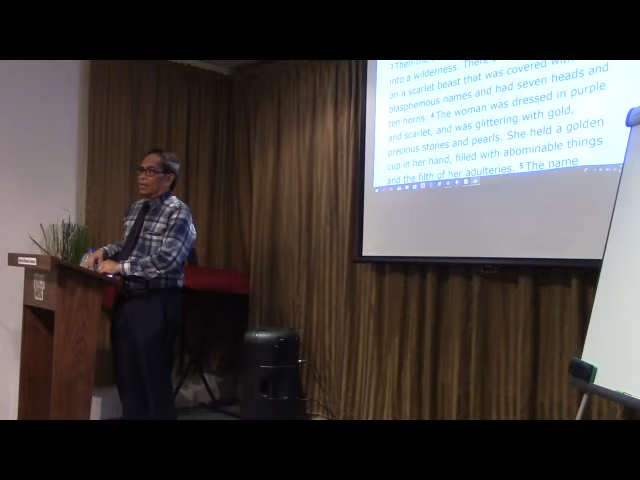 3 Then the
into a wilderness. There
on a scarlet beast that was covered with
blasphemous names and had seven heads and
ten horns. 4 The woman was dressed in purple
and scarlet, and was glittering with gold,
precious stones and pearls. She held a golden
cup in her hand, filled with abominable things
and the filth of her adulteries. 5 The name